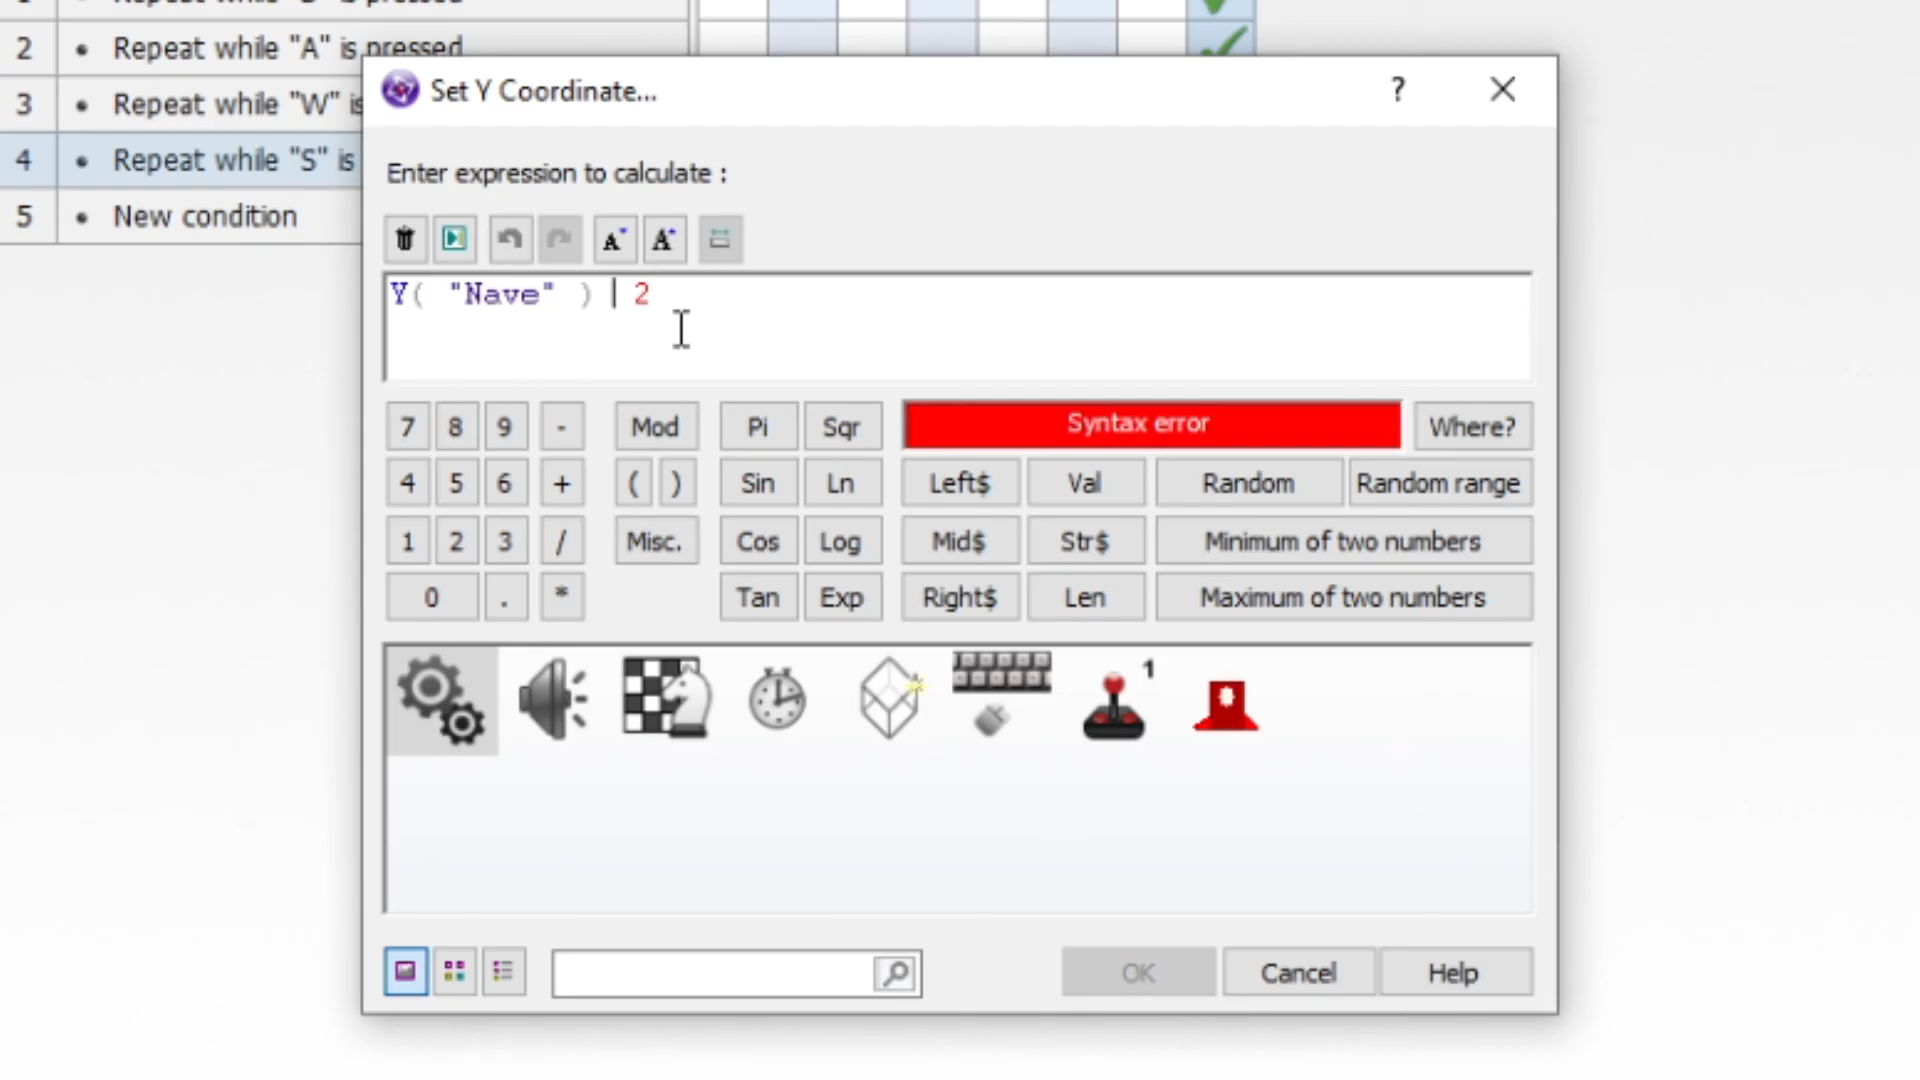 2 • Repeat while "A" is pressed
3 • Repeat while "W" is
4 • Repeat while "S" is
5 • New condition
Set Y Coordinate...
?
Enter expression to calculate :
Y( "Nave" ) 2
7 8 9 - Mod Pi Sqr Syntax error Where?
4 5 6 + ( ) Sin Ln Left$ Val Random Random range
1 2 3 / Misc. Cos Log Mid$ Str$ Minimum of two numbers
0 . * Tan Exp Right$ Len Maximum of two numbers
1
OK Cancel Help